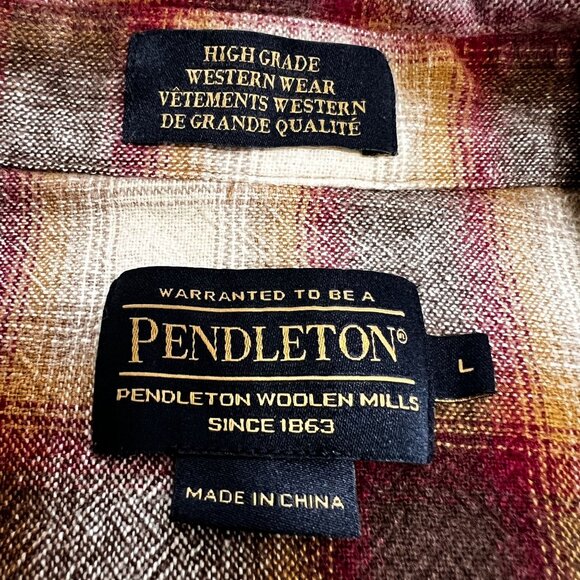 HIGH GRADE
WESTERN WEAR
VÊTEMENTS WESTERN
DE GRANDE QUALITÉ
WARRANTED TO BE A
PENDLETON®
PENDLETON WOOLEN MILLS
SINCE 1863
L
MADE IN CHINA